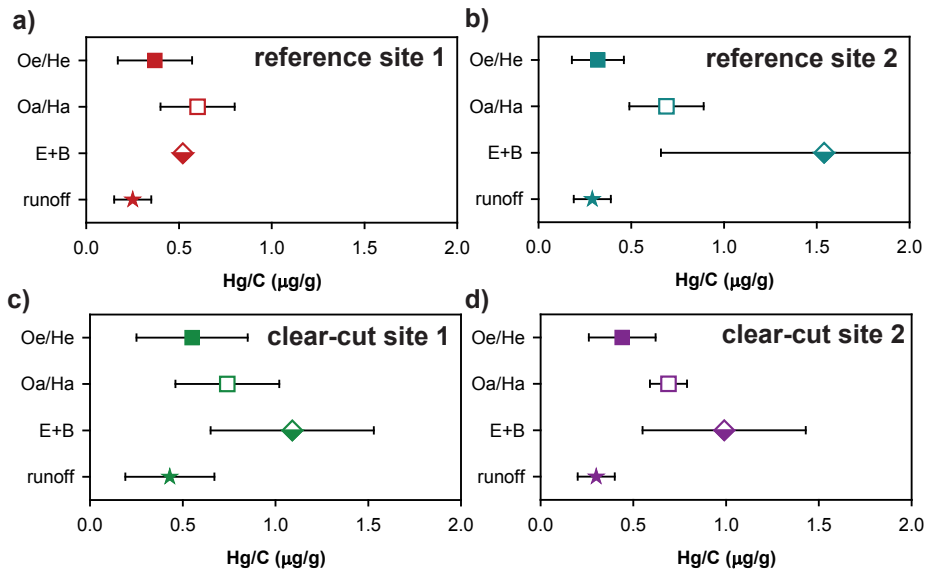 a)
reference site 1
Oe/He
Oa/Ha
E+B
runoff
0.0 0.5 1.0 1.5 2.0
Hg/C (μg/g)
b)
reference site 2
Oe/He
Oa/Ha
E+B
runoff
0.0 0.5 1.0 1.5 2.0
Hg/C (μg/g)
c)
clear-cut site 1
Oe/He
Oa/Ha
E+B
runoff
0.0 0.5 1.0 1.5 2.0
Hg/C (μg/g)
d)
clear-cut site 2
Oe/He
Oa/Ha
E+B
runoff
0.0 0.5 1.0 1.5 2.0
Hg/C (μg/g)